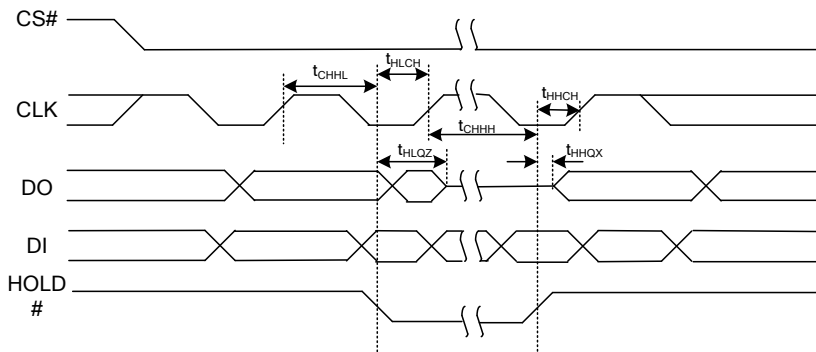 CS#
tHLCH
tCHHL
tHHCH
CLK
tCHHH
tHLQZ
tHHQX
DO
DI
HOLD
#